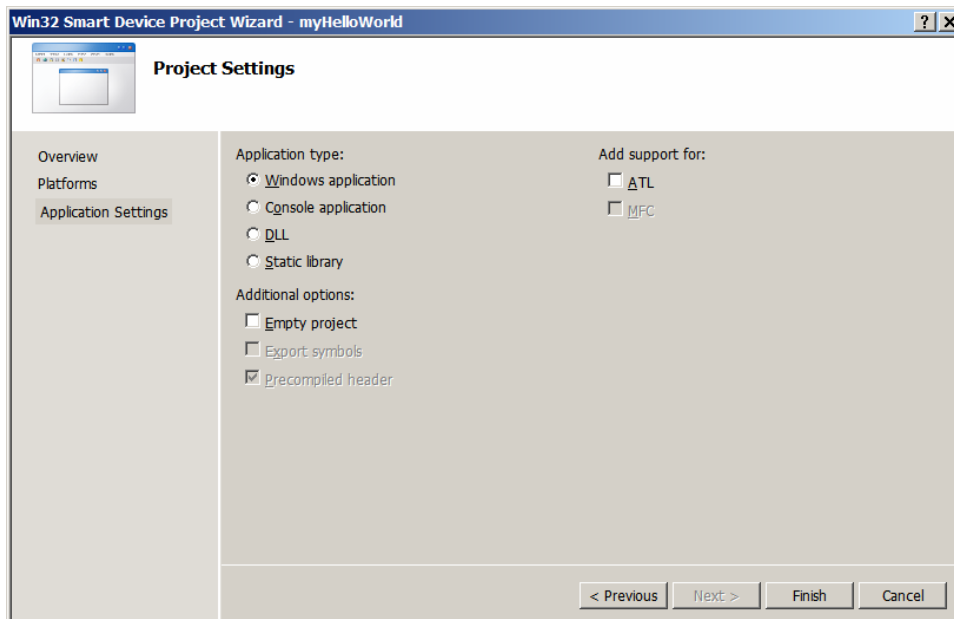 Win32 Smart Device Project Wizard - myHelloWorld
Project Settings
Overview
Platforms
Application Settings
Application type:
Windows application
Console application
DLL
Static library
Additional options:
Empty project
Export symbols
Precompiled header
Add support for:
ATL
MFC
< Previous
Next >
Finish
Cancel